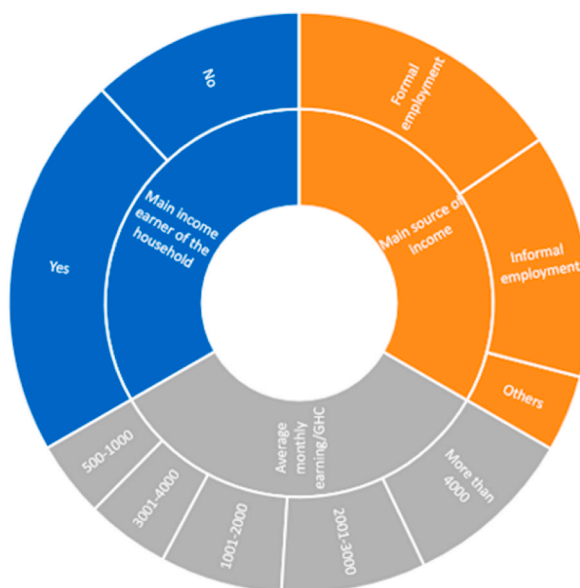 Formal
employment
Main source of
income
Informal
employment
Others
More than
4000
2001-3000
1001-2000
3001-4000
500-1000
Average
monthly
earning/GHC
Yes
No
Main income
earner of the
household